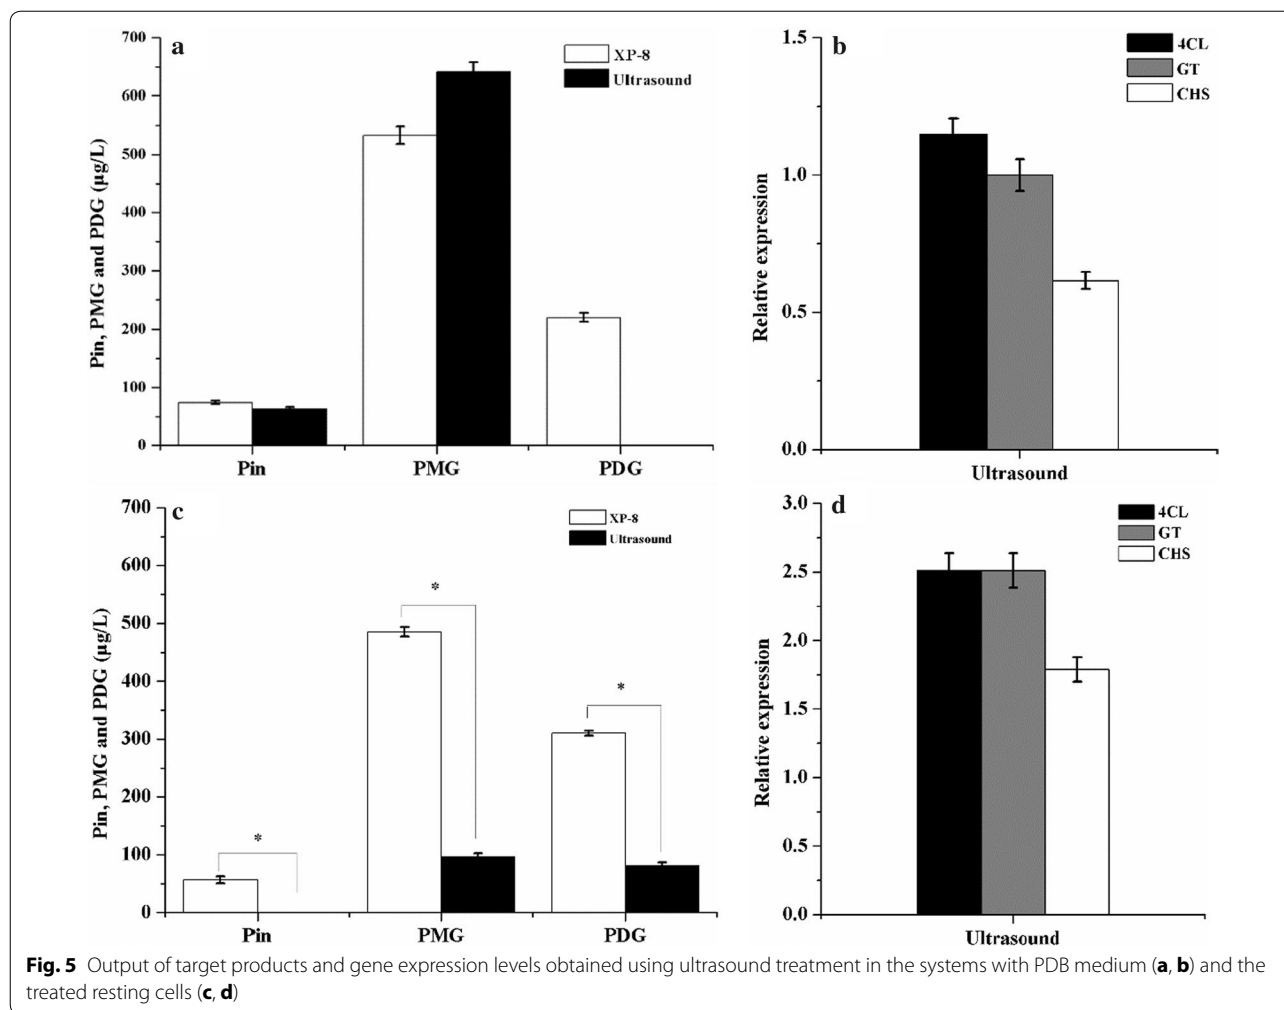 a
XP-8
Ultrasound
Pin, PMG and PDG (µg/L)
700
600
500
400
300
200
100
0
Pin PMG PDG
b
4CL
GT
CHS
Relative expression
1.5
1.0
0.5
0.0
Ultrasound
c
XP-8
Ultrasound
Pin, PMG and PDG (µg/L)
700
600
500
400
300
200
100
0
*
*
*
Pin PMG PDG
d
4CL
GT
CHS
Relative expression
3.0
2.5
2.0
1.5
1.0
0.5
0.0
Ultrasound
Fig. 5 Output of target products and gene expression levels obtained using ultrasound treatment in the systems with PDB medium (a, b) and the
treated resting cells (c, d)